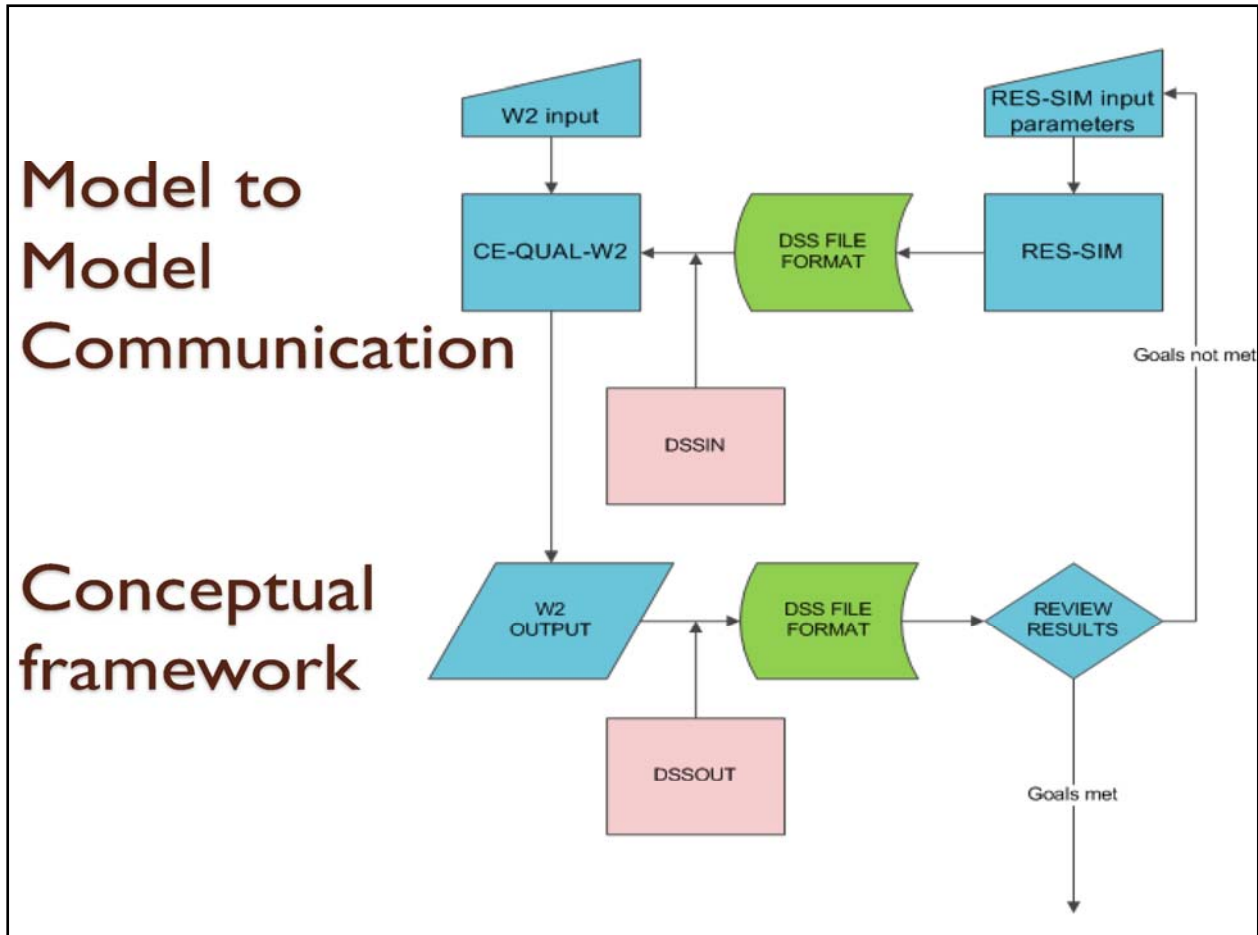 Model to
Model
Communication
Conceptual
framework
W2 input
RES-SIM input
parameters
CE-QUAL-W2
DSS FILE
FORMAT
RES-SIM
Goals not met
DSSIN
W2
OUTPUT
DSS FILE
FORMAT
REVIEW
RESULTS
DSSOUT
Goals met